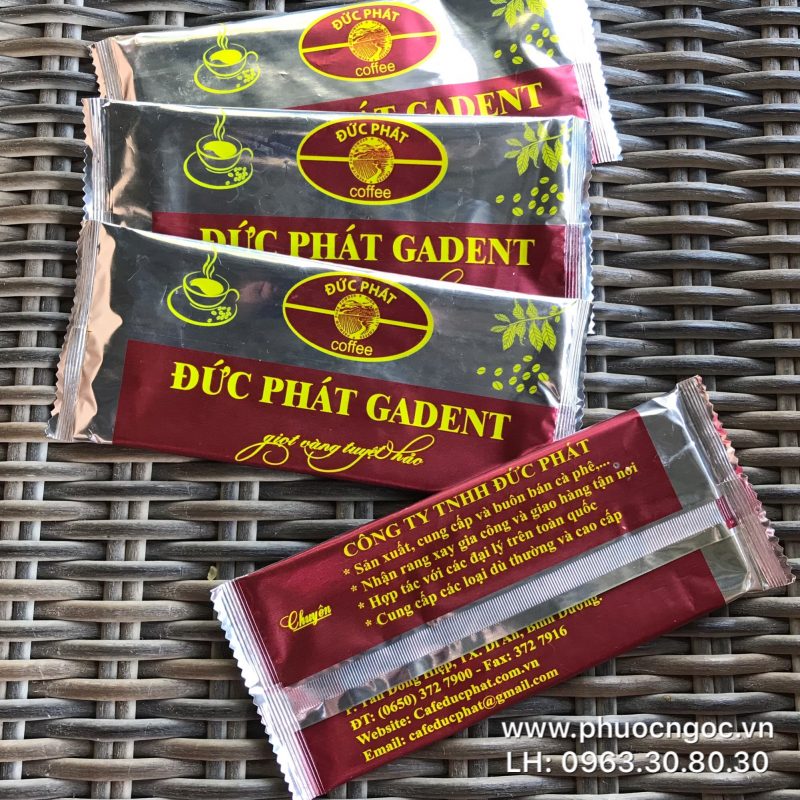 ĐỨC PHÁT
coffee
PHÁT GADENT
ĐỨC PHÁT
coffee
ĐỨC PHÁT GADENT
ĐỨC PHÁT
coffee
ĐỨC PHÁT GADENT
giọt vàng tuyệt hảo
CÔNG TY TNHH ĐỨC PHÁT
Chuyên
* Sản xuất, cung cấp và buôn bán cà phê,...
* Nhận rang xay gia công và giao hàng tận nơi
* Hợp tác với các đại lý trên toàn quốc
* Cung cấp các loại dù thường và cao cấp
P. Tân Đông Hiệp, TX. Dĩ An, Bình Dương.
ĐT: (0650) 372 7900 - Fax: 372 7916
Website: Cafeducphat.com.vn
Email: cafeducphat@gmail.com
www.phuocngoc.vn
LH: 0963.30.80.30